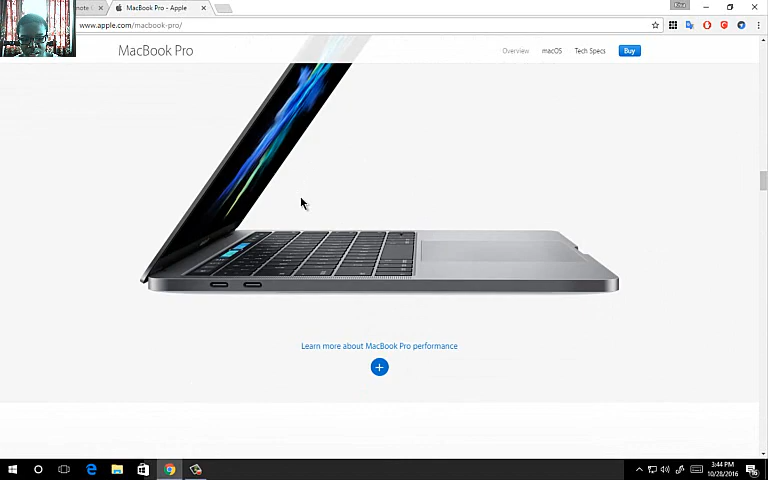 note
MacBook Pro - Apple
www.apple.com/macbook-pro/
MacBook Pro
Overview
macOS
Tech Specs
Buy
Learn more about MacBook Pro performance
3:44 PM
10/28/2016